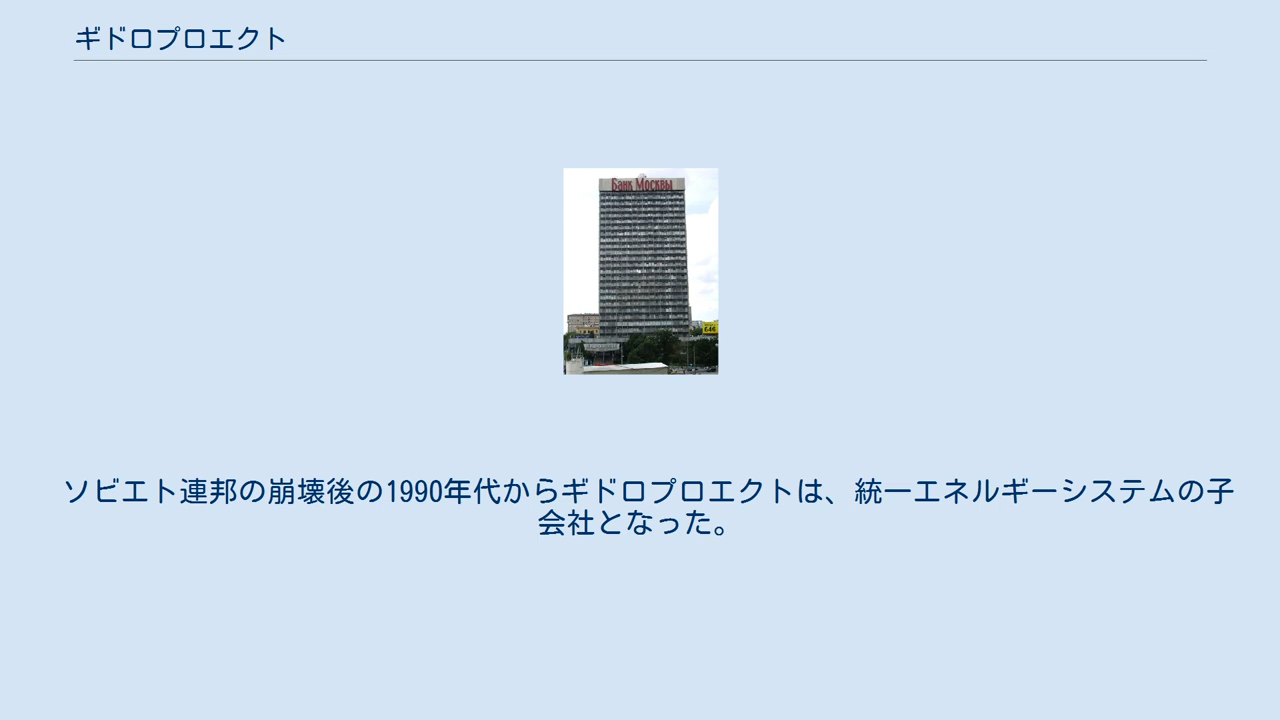 ギドロプロエクト
Банк Москвы
ソビエト連邦の崩壊後の1990年代からギドロプロエクトは、統一エネルギーシステムの子
会社となった。